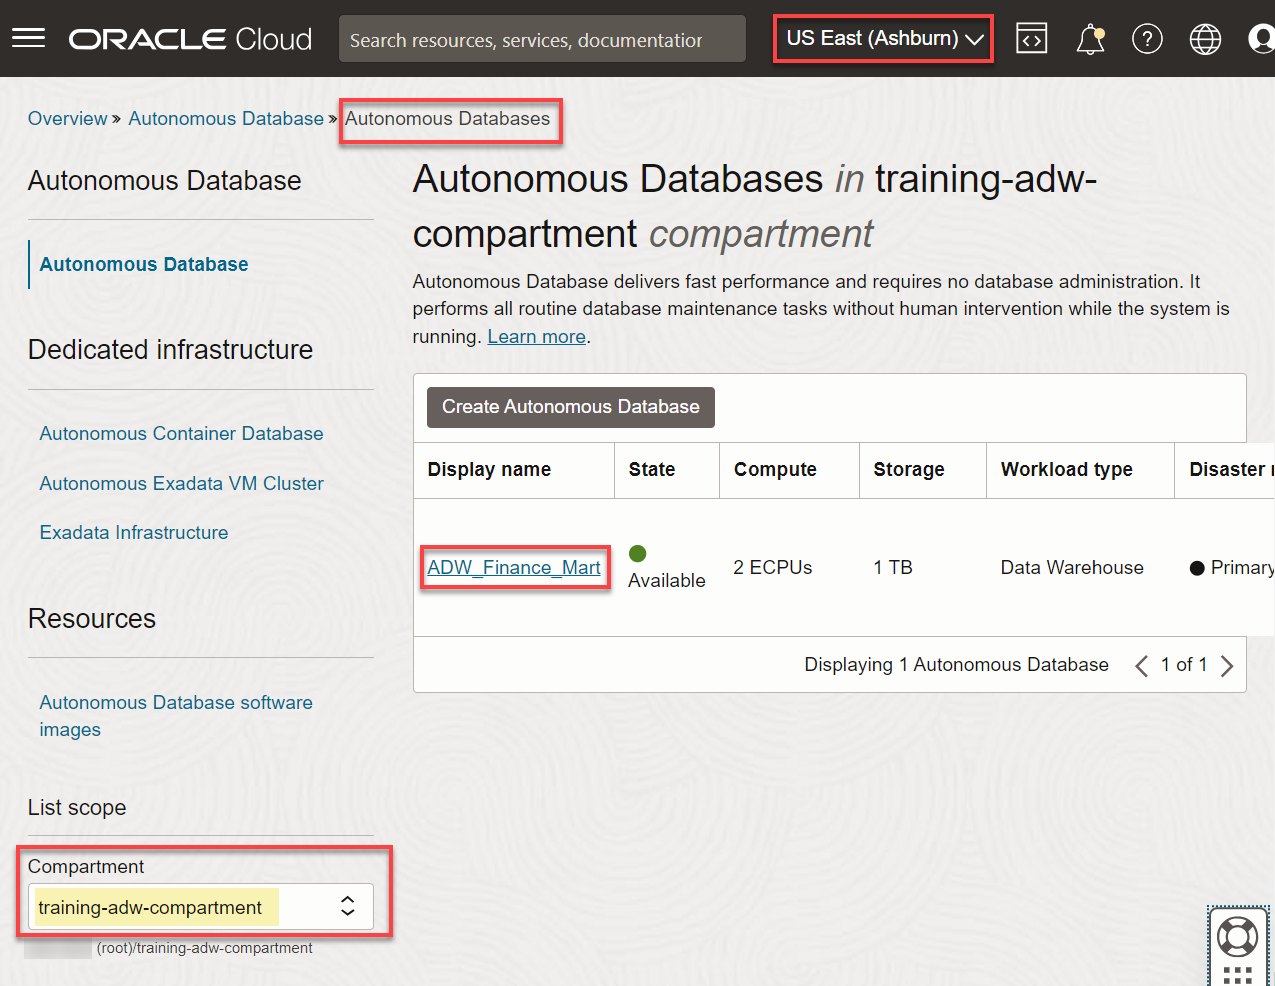 ORACLE Cloud
Search resources, services, documentation
US East (Ashburn)
Overview » Autonomous Database » Autonomous Databases
Autonomous Database
Autonomous Database
Dedicated infrastructure
Autonomous Container Database
Autonomous Exadata VM Cluster
Exadata Infrastructure
Resources
Autonomous Database software
images
List scope
Compartment
training-adw-compartment
(root)/training-adw-compartment
Autonomous Databases in training-adw-
compartment compartment
Autonomous Database delivers fast performance and requires no database administration. It
performs all routine database maintenance tasks without human intervention while the system is
running. Learn more.
Create Autonomous Database
Display name State Compute Storage Workload type Disaster
ADW_Finance_Mart Available 2 ECPUs 1 TB Data Warehouse Primary
Displaying 1 Autonomous Database 1 of 1